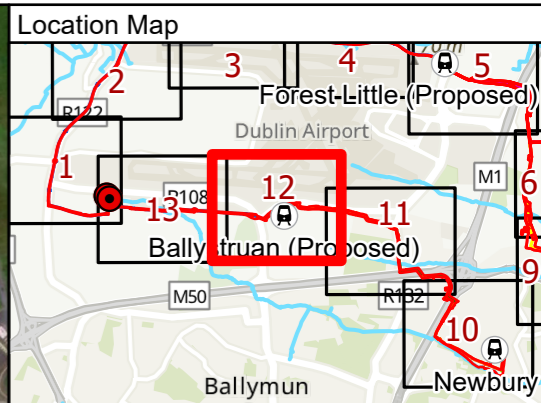 Location Map
2
3
4
70 m
5
R122
Forest Little (Proposed)
Dublin Airport
1
M1
6
R108
12
13
11
Ballystruan (Proposed)
9
M50
R132
10
Ballymun
Newbury